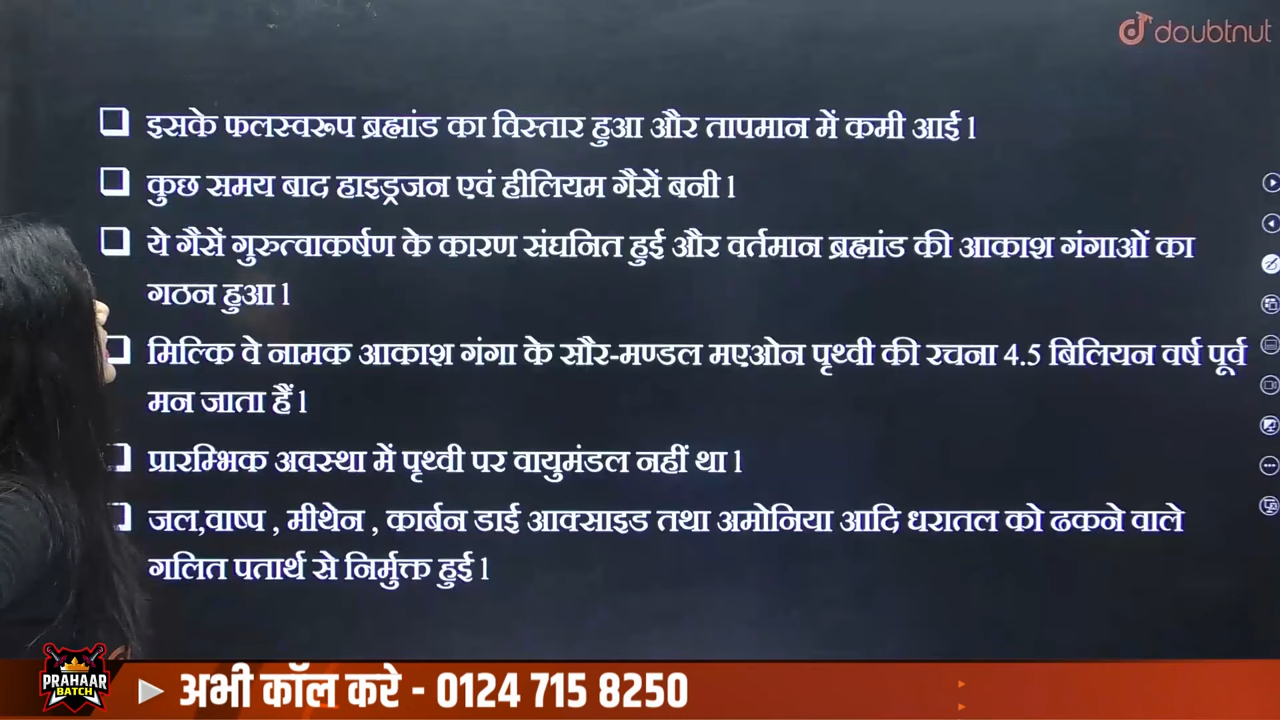 doubtnut
इसके फलस्वरूप ब्रह्मांड का विस्तार हुआ और तापमान में कमी आई l
कुछ समय बाद हाइड्रजन एवं हीलियम गैसें बनी l
ये गैसें गुरुत्वाकर्षण के कारण संघनित हुई और वर्तमान ब्रह्मांड की आकाश गंगाओं का
गठन हुआ l
मिल्कि वे नामक आकाश गंगा के सौर-मण्डल मएओन पृथ्वी की रचना 4.5 बिलियन वर्ष पूर्व
मन जाता हैं l
प्रारम्भिक अवस्था में पृथ्वी पर वायुमंडल नहीं था l
जल,वाष्प , मीथेन , कार्बन डाई आक्साइड तथा अमोनिया आदि धरातल को ढकने वाले
गलित पतार्थ से निर्मुक्त हुई l
PRAHAAR
BATCH
अभी कॉल करे - 0124 715 8250